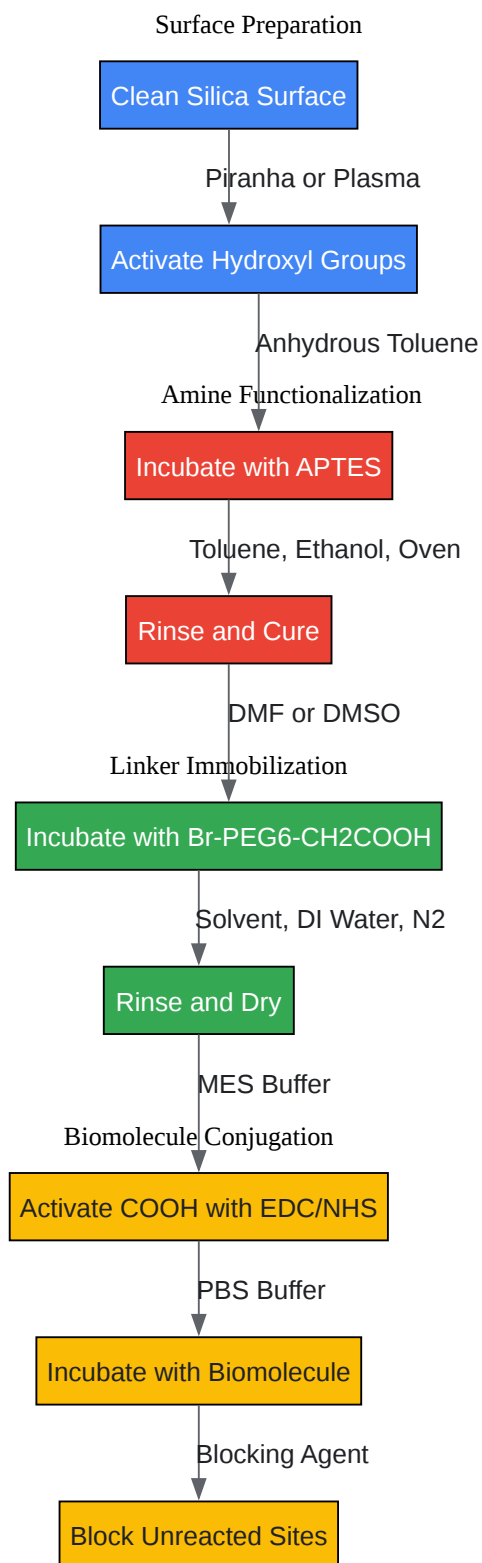 Surface Preparation
Clean Silica Surface
Piranha or Plasma
Activate Hydroxyl Groups
Anhydrous Toluene
Amine Functionalization
Incubate with APTES
Toluene, Ethanol, Oven
Rinse and Cure
DMF or DMSO
Linker Immobilization
Incubate with Br-PEG6-CH2COOH
Solvent, DI Water, N2
Rinse and Dry
MES Buffer
Biomolecule Conjugation
Activate COOH with EDC/NHS
PBS Buffer
Incubate with Biomolecule
Blocking Agent
Block Unreacted Sites